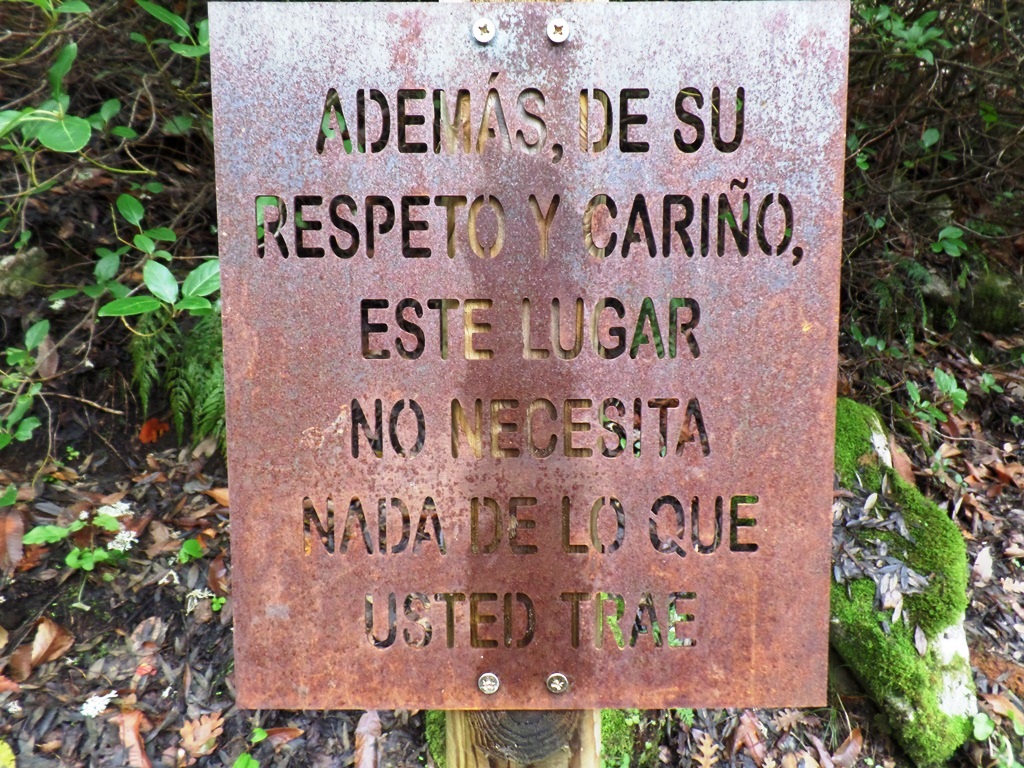 ADEMÁS, DE SU
RESPETO Y CARIÑO,
ESTE LUGAR
NO NECESITA
NADA DE LO QUE
USTED TRAE